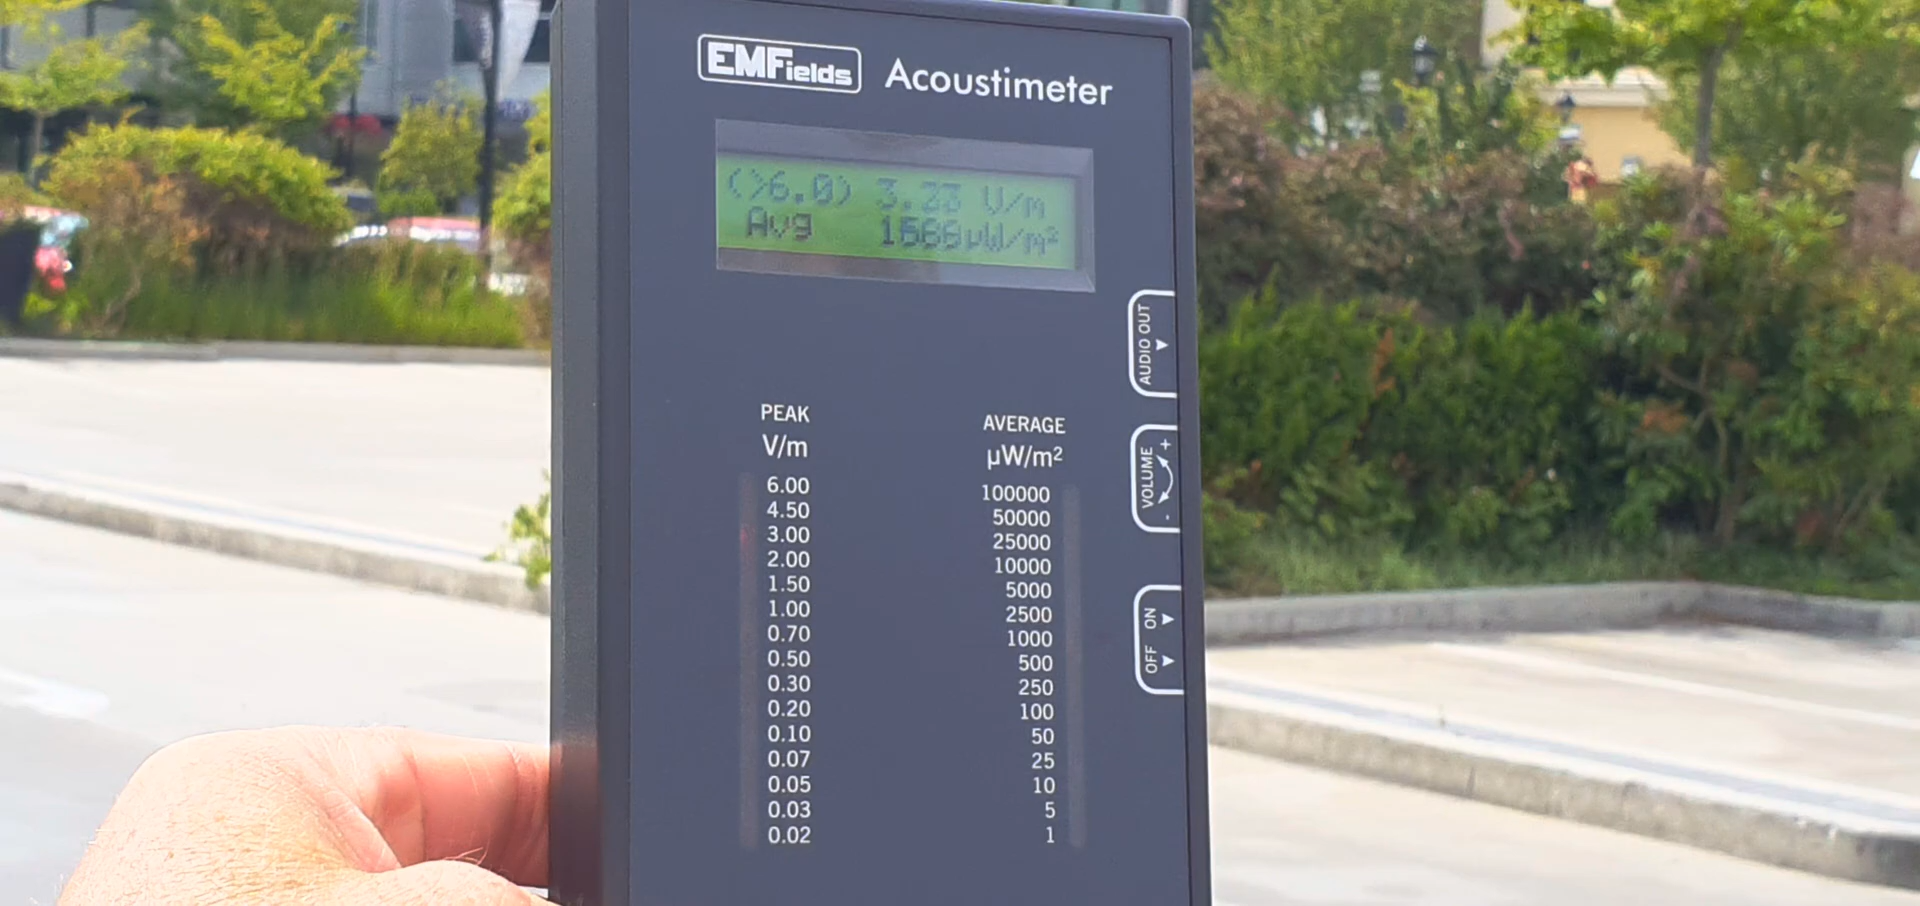 EMFields Acoustimeter
(>6.0) 3.23 V/m
Avg µW/m²
AUDIO OUT
PEAK AVERAGE
V/m µW/m²
6.00 100000
4.50 50000
3.00 25000
2.00 10000
1.50 5000
1.00 2500
0.70 1000
0.50 500
0.30 250
0.20 100
0.10 50
0.07 25
0.05 10
0.03 5
0.02 1
- VOLUME +
OFF ON